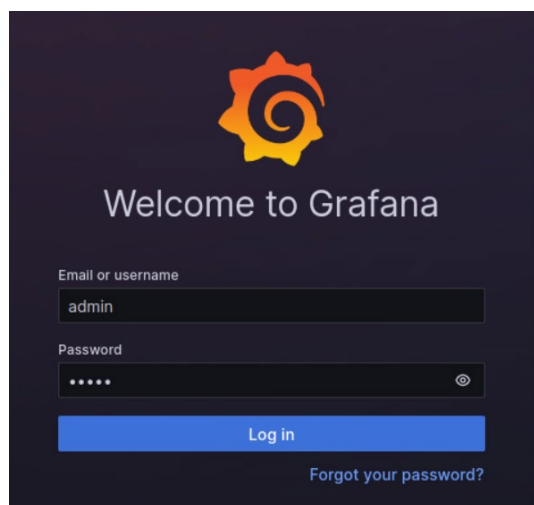 Welcome to Grafana
Email or username
admin
Password
•••••
Log in
Forgot your password?